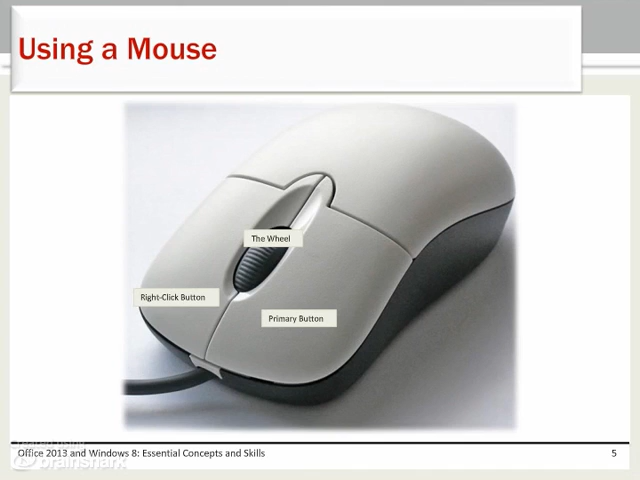 Using a Mouse
The Wheel
Right-Click Button
Primary Button
Office 2013 and Windows 8: Essential Concepts and Skills
5
brainshark